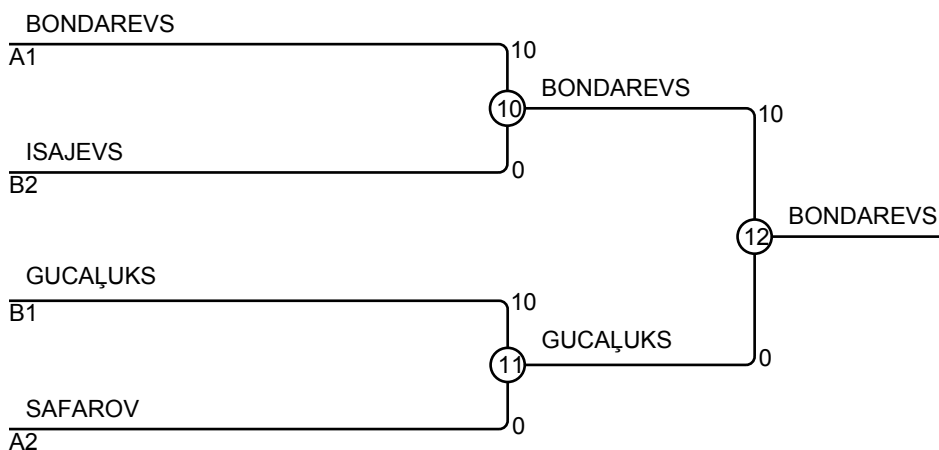 BONDAREVS
A1
10
10
BONDAREVS
10
ISAJEVS
B2
0
12
BONDAREVS
GUCAĻUKS
B1
10
11
GUCAĻUKS
0
SAFAROV
A2
0